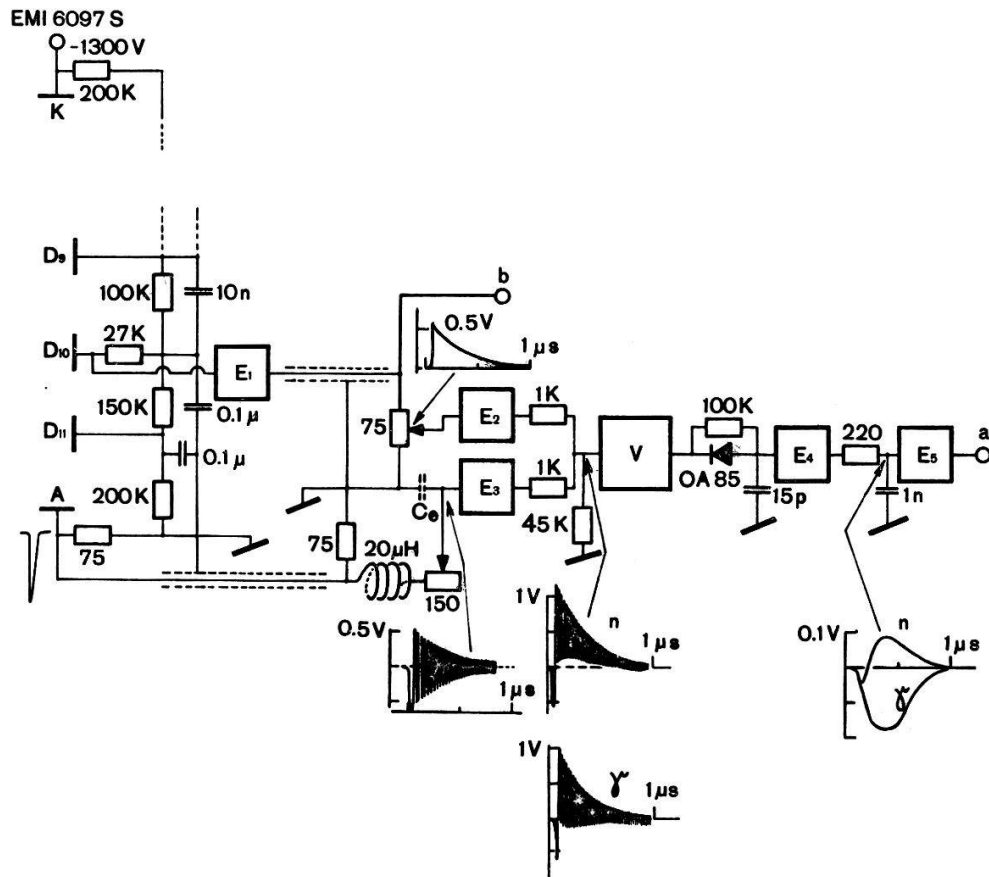 EMI 6097 S
-1300 V
200K
K
D9
100K
10n
b
0.5V
1 µs
27K
D10
E1
150K
0.1 µ
75
E2
1K
100K
D11
0.1 µ
V
E4
220
E5
a
OA 85
A
200K
Ce
E3
1K
15p
1n
45K
75
75
20µH
150
1V
n
1 µs
0.5V
1 µs
0.1V
n
1 µs
γ
1V
γ
1 µs